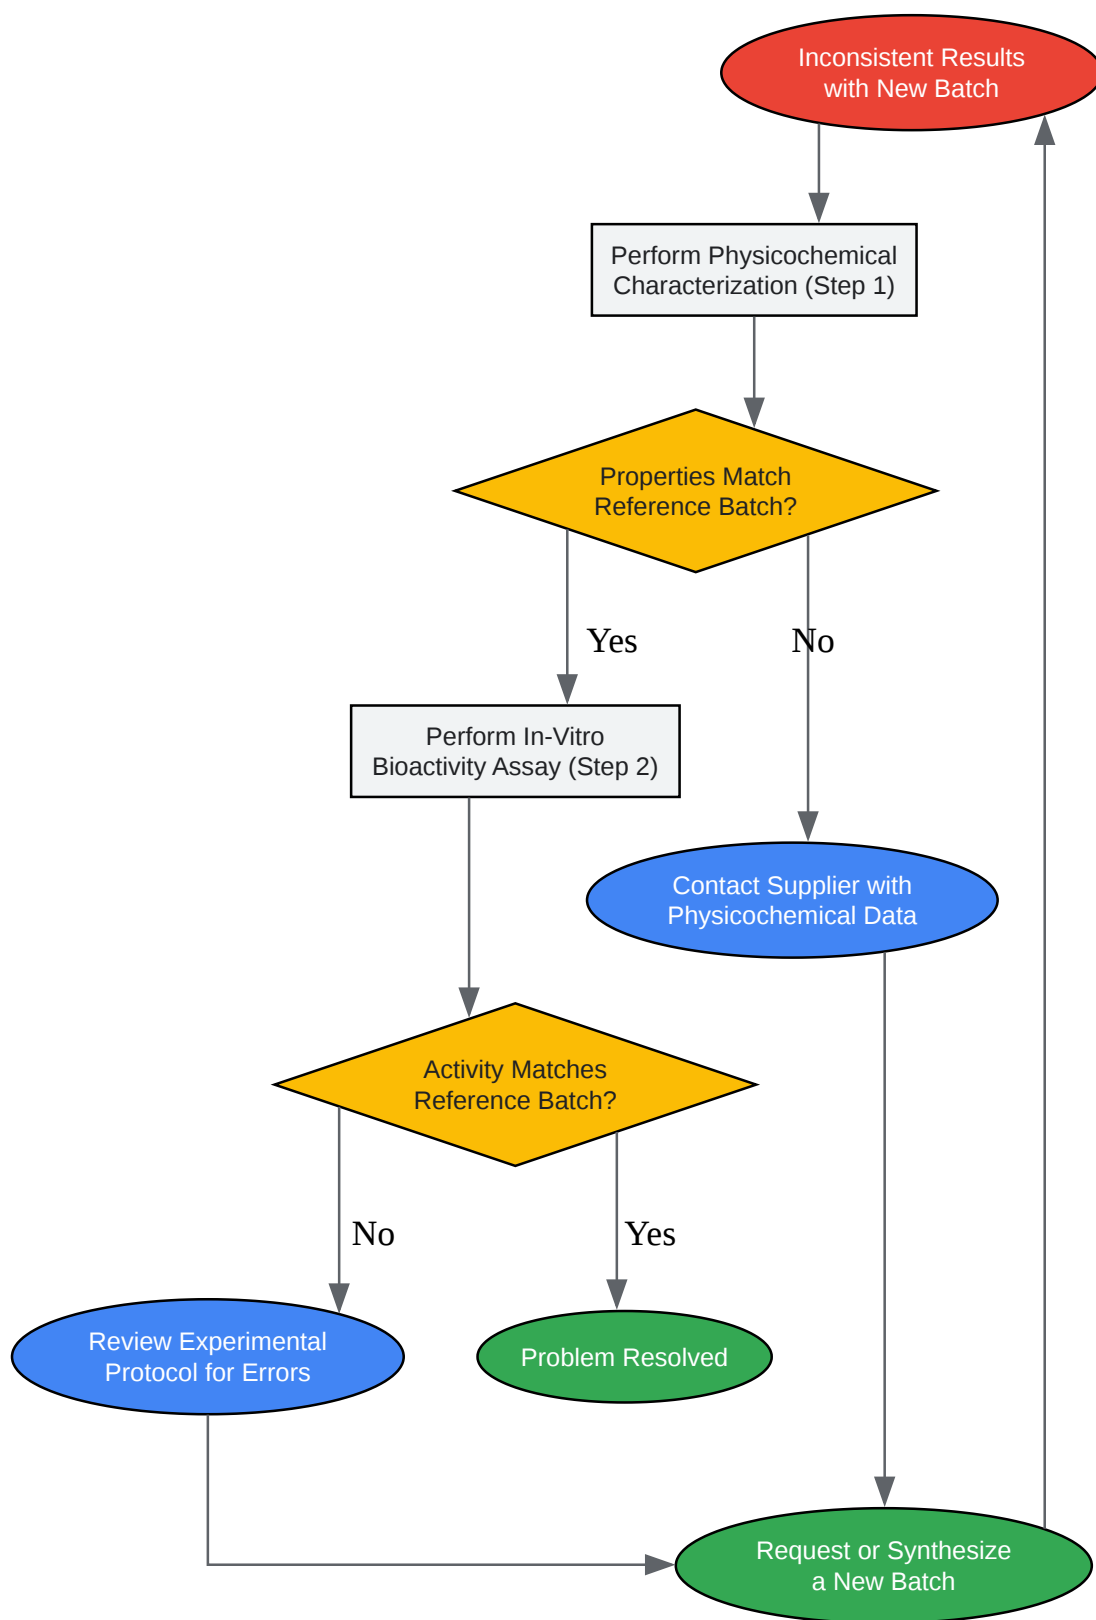 Inconsistent Results
with New Batch
Perform Physicochemical
Characterization (Step 1)
Properties Match
Reference Batch?
Yes
No
Perform In-Vitro
Bioactivity Assay (Step 2)
Contact Supplier with
Physicochemical Data
Activity Matches
Reference Batch?
No
Yes
Review Experimental
Protocol for Errors
Problem Resolved
Request or Synthesize
a New Batch